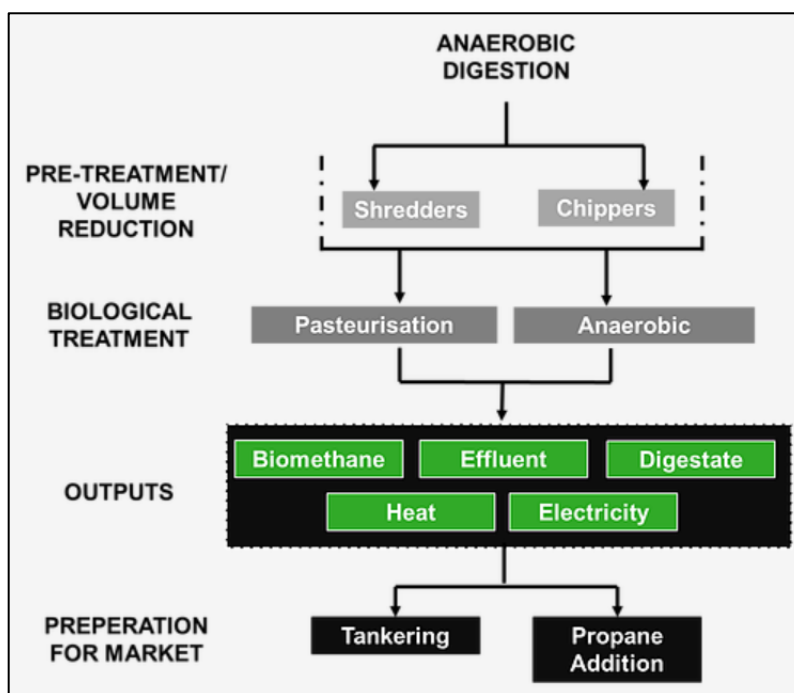 ANAEROBIC
DIGESTION
PRE-TREATMENT/
VOLUME
REDUCTION
Shredders
Chippers
BIOLOGICAL
TREATMENT
Pasteurisation
Anaerobic
OUTPUTS
Biomethane
Effluent
Digestate
Heat
Electricity
PREPERATION
FOR MARKET
Tankering
Propane
Addition